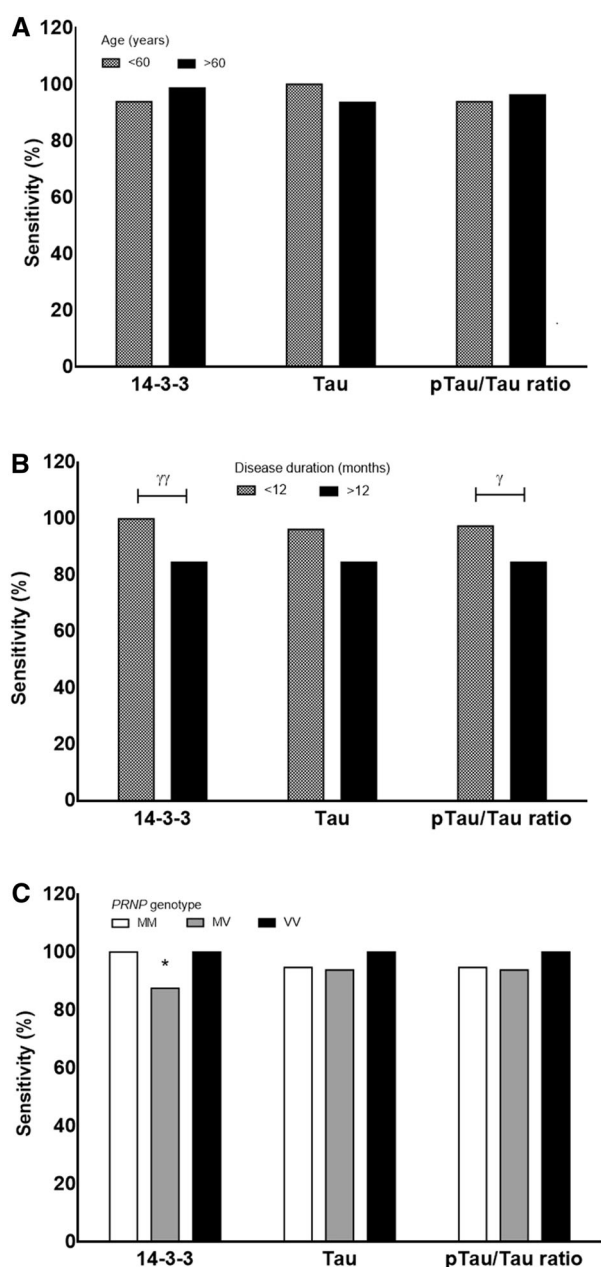 A
120
Age (years)
<60 >60
100
80
60
40
20
0
Sensitivity (%)
14-3-3 Tau pTau/Tau ratio
B
120
γγ Disease duration (months) γ
<12 >12
100
80
60
40
20
0
Sensitivity (%)
14-3-3 Tau pTau/Tau ratio
C
120
PRNP genotype
MM MV VV
100
*
80
60
40
20
0
Sensitivity (%)
14-3-3 Tau pTau/Tau ratio